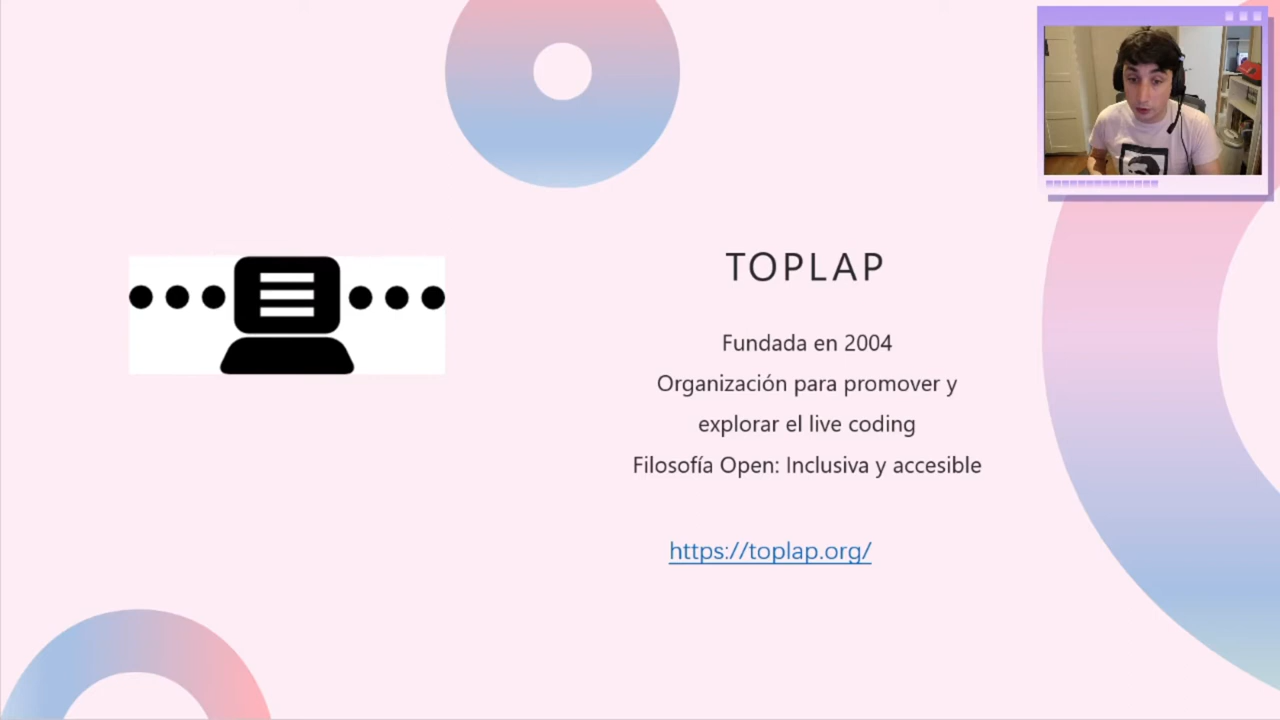 TOPLAP
Fundada en 2004
Organización para promover y
explorar el live coding
Filosofía Open: Inclusiva y accesible
https://toplap.org/